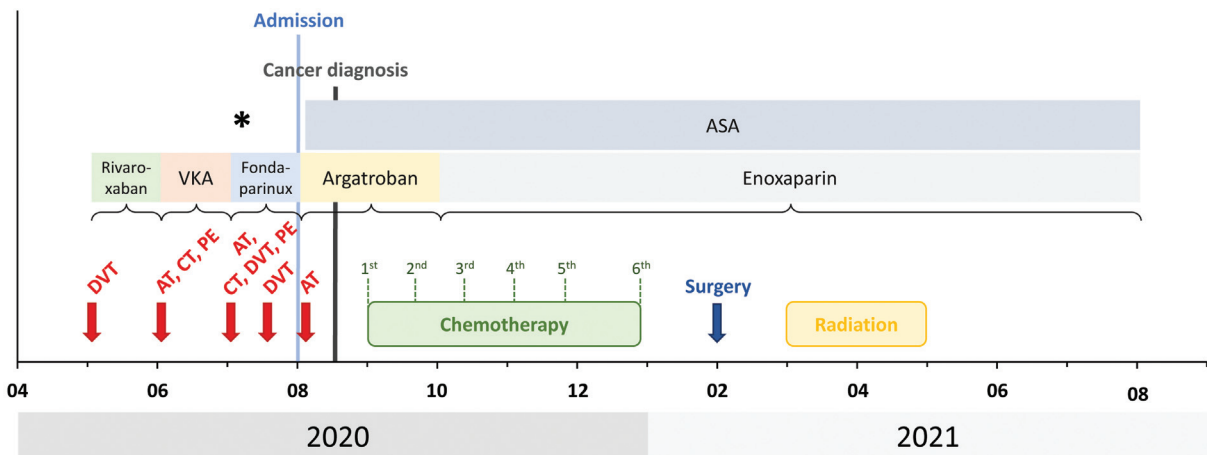 Admission
Cancer diagnosis
*
ASA
Rivaro-
xaban
VKA
Fonda-
parinux
Argatroban
Enoxaparin
DVT
AT, CT, PE
AT,
CT, DVT, PE
DVT
AT
1st
2nd
3rd
4th
5th
6th
Chemotherapy
Surgery
Radiation
04
06
08
10
12
02
04
06
08
2020
2021